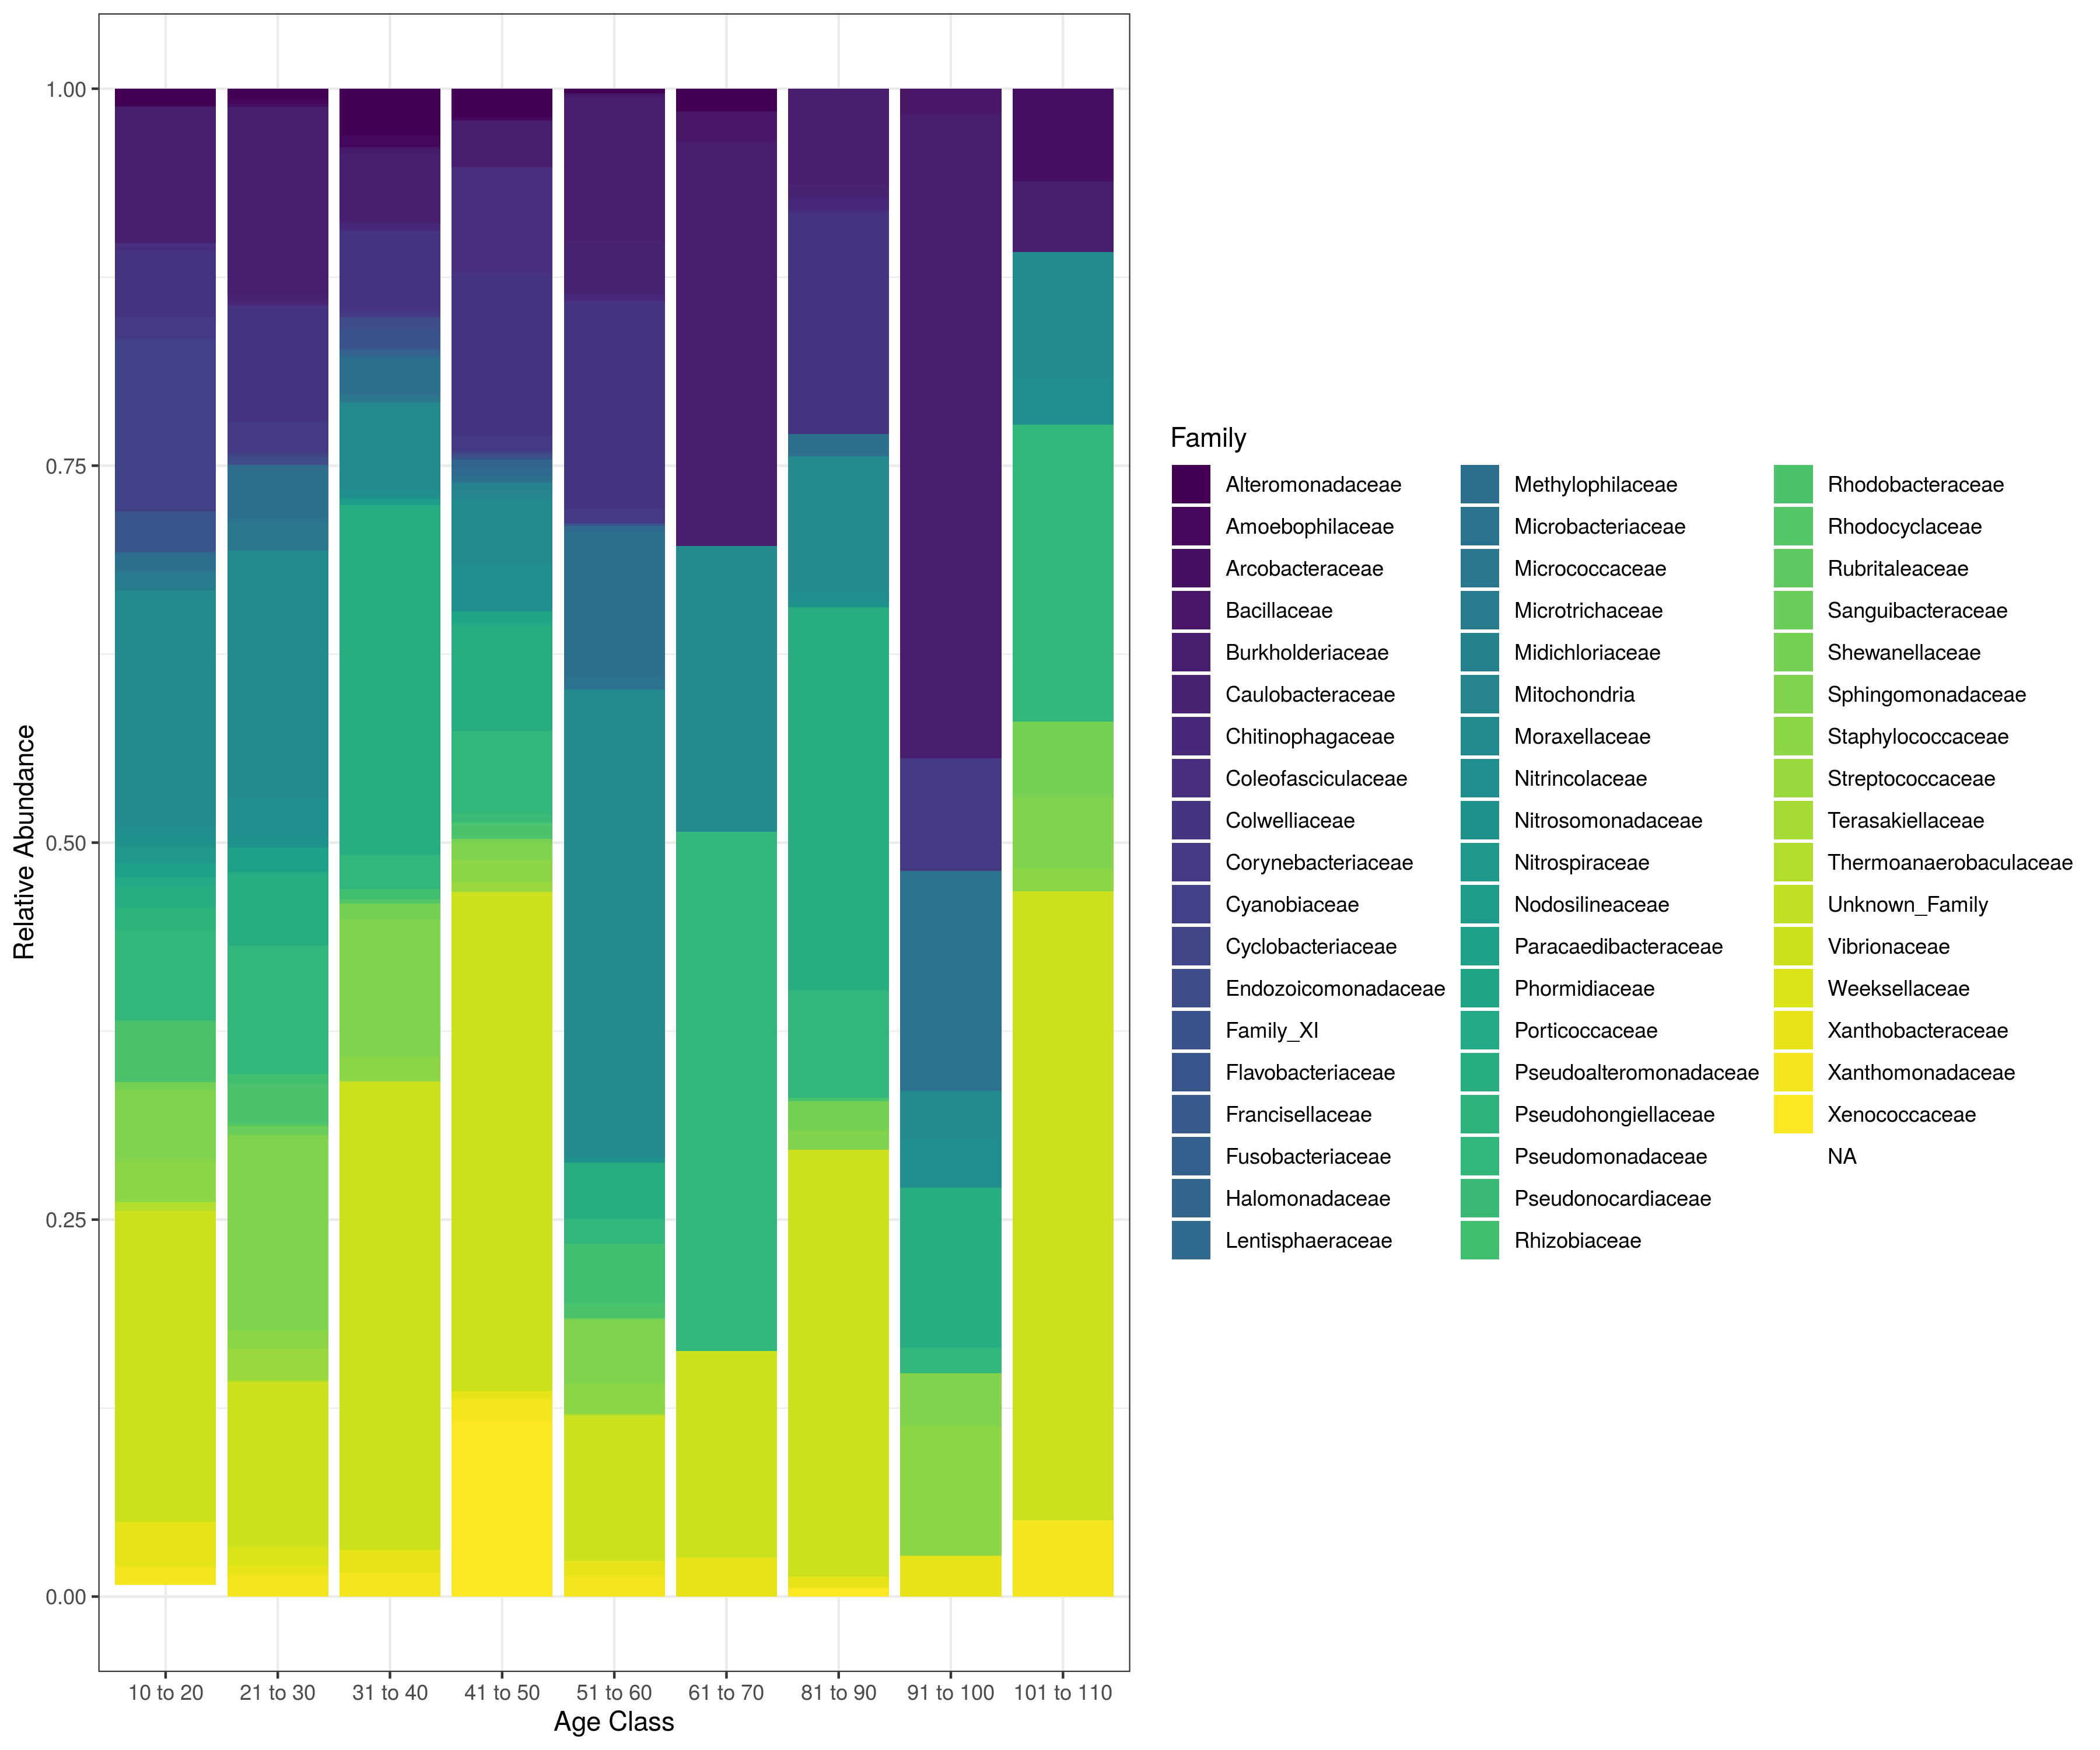 1.00
0.75
0.50
0.25
0.00
Relative Abundance
10 to 20 21 to 30 31 to 40 41 to 50 51 to 60 61 to 70 81 to 90 91 to 100 101 to 110
Age Class
Family
Alteromonadaceae
Amoebophilaceae
Arcobacteraceae
Bacillaceae
Burkholderiaceae
Caulobacteraceae
Chitinophagaceae
Coleofasciculaceae
Colwelliaceae
Corynebacteriaceae
Cyanobiaceae
Cyclobacteriaceae
Endozoicomonadaceae
Family_XI
Flavobacteriaceae
Francisellaceae
Fusobacteriaceae
Halomonadaceae
Lentisphaeraceae
Methylophilaceae
Microbacteriaceae
Micrococcaceae
Microtrichaceae
Midichloriaceae
Mitochondria
Moraxellaceae
Nitrincolaceae
Nitrosomonadaceae
Nitrospiraceae
Nodosilineaceae
Paracaedibacteraceae
Phormidiaceae
Porticoccaceae
Pseudoalteromonadaceae
Pseudohongiellaceae
Pseudomonadaceae
Pseudonocardiaceae
Rhizobiaceae
Rhodobacteraceae
Rhodocyclaceae
Rubritaleaceae
Sanguibacteraceae
Shewanellaceae
Sphingomonadaceae
Staphylococcaceae
Streptococcaceae
Terasakiellaceae
Thermoanaerobaculaceae
Unknown_Family
Vibrionaceae
Weeksellaceae
Xanthobacteraceae
Xanthomonadaceae
Xenococcaceae
NA